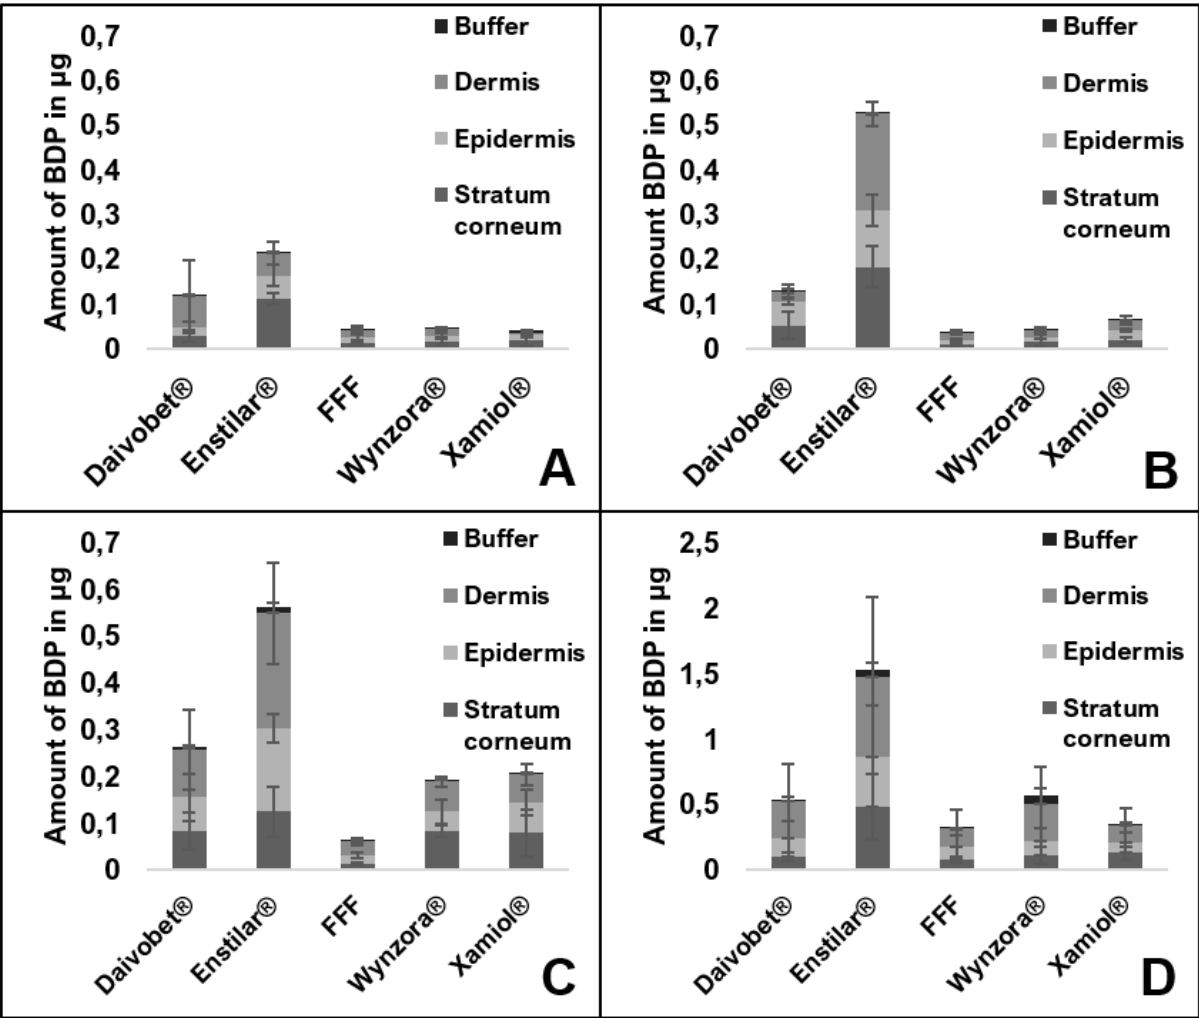 Amount of BDP in µg
0,7
0,6
0,5
0,4
0,3
0,2
0,1
0
Buffer
Dermis
Epidermis
Stratum
corneum
Daivobet®
Enstilar®
FFF
Wynzora®
Xamiol®
A
Amount BDP in µg
0,7
0,6
0,5
0,4
0,3
0,2
0,1
0
Buffer
Dermis
Epidermis
Stratum
corneum
Daivobet®
Enstilar®
FFF
Wynzora®
Xamiol®
B
Amount of BDP in µg
0,7
0,6
0,5
0,4
0,3
0,2
0,1
0
Buffer
Dermis
Epidermis
Stratum
corneum
Daivobet®
Enstilar®
FFF
Wynzora®
Xamiol®
C
Amount of BDP in µg
2,5
2
1,5
1
0,5
0
Buffer
Dermis
Epidermis
Stratum
corneum
Daivobet®
Enstilar®
FFF
Wynzora®
Xamiol®
D